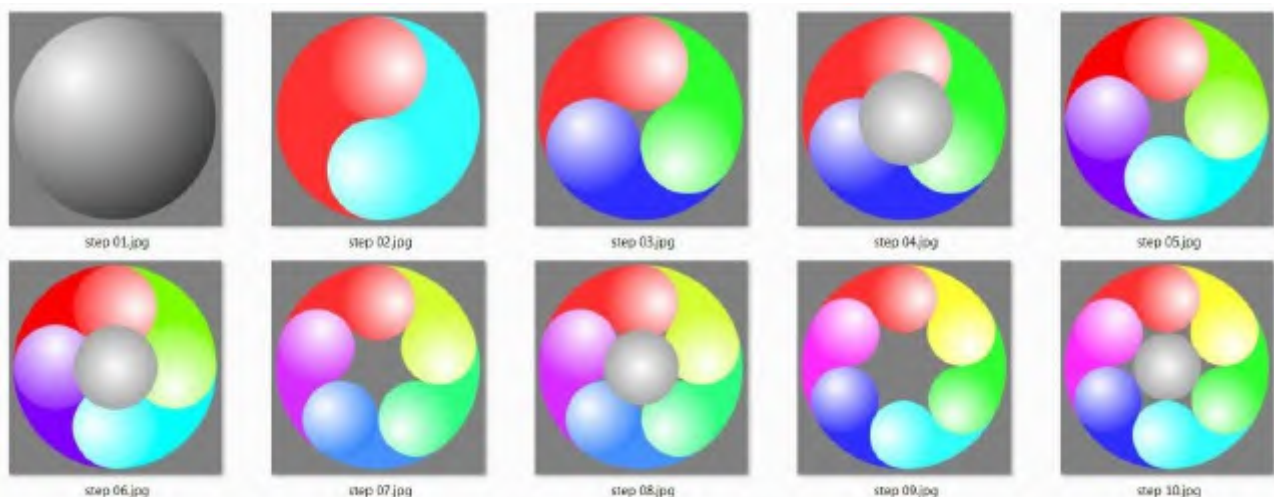 step 01.jpg
step 02.jpg
step 03.jpg
step 04.jpg
step 05.jpg
step 06.jpg
step 07.jpg
step 08.jpg
step 09.jpg
step 10.jpg